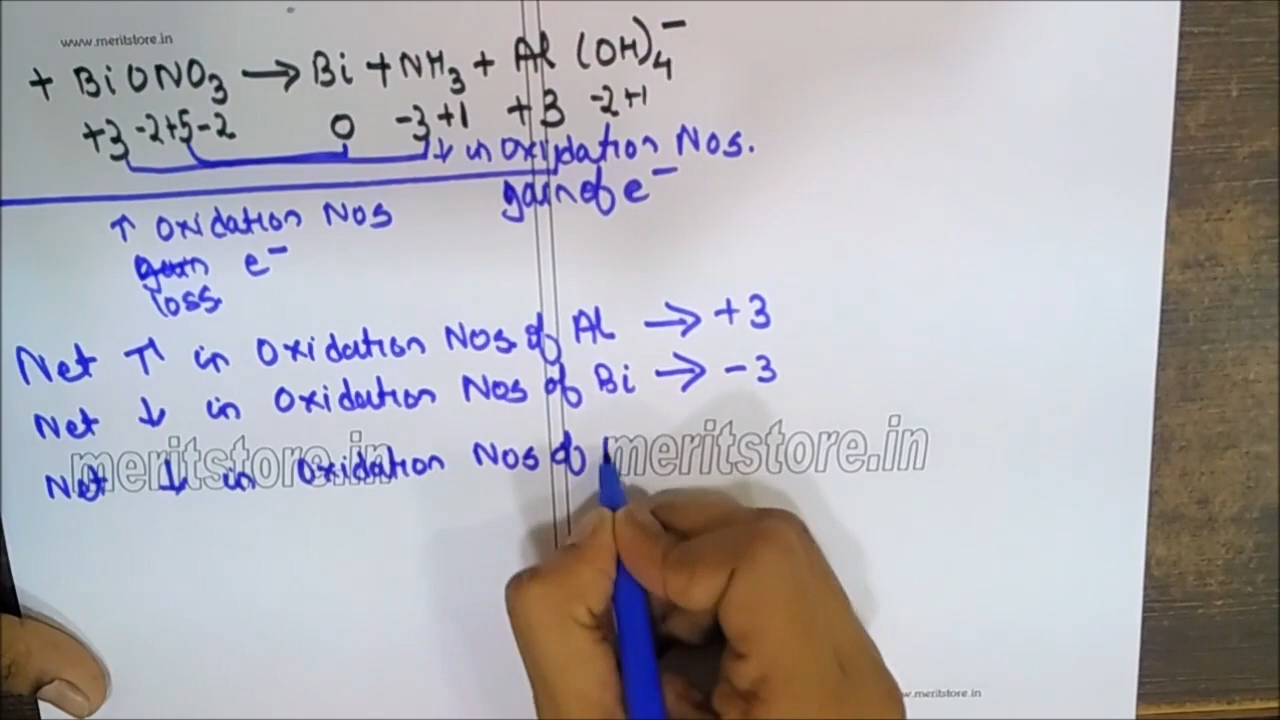 www.meritstore.in
+ BiONO3 → Bi + NH3 + Al (OH)4−
+3 -2 +5 -2 0 -3 +1 +3 -2 +1
↓ in Oxidation Nos.
gain of e−
↑ Oxidation Nos
gain e−
loss
Net ↑ in Oxidation Nos of Al → +3
Net ↓ in Oxidation Nos of Bi → -3
Net ↓ in Oxidation Nos of
meritstore.in meritstore.in
w.meritstore.in